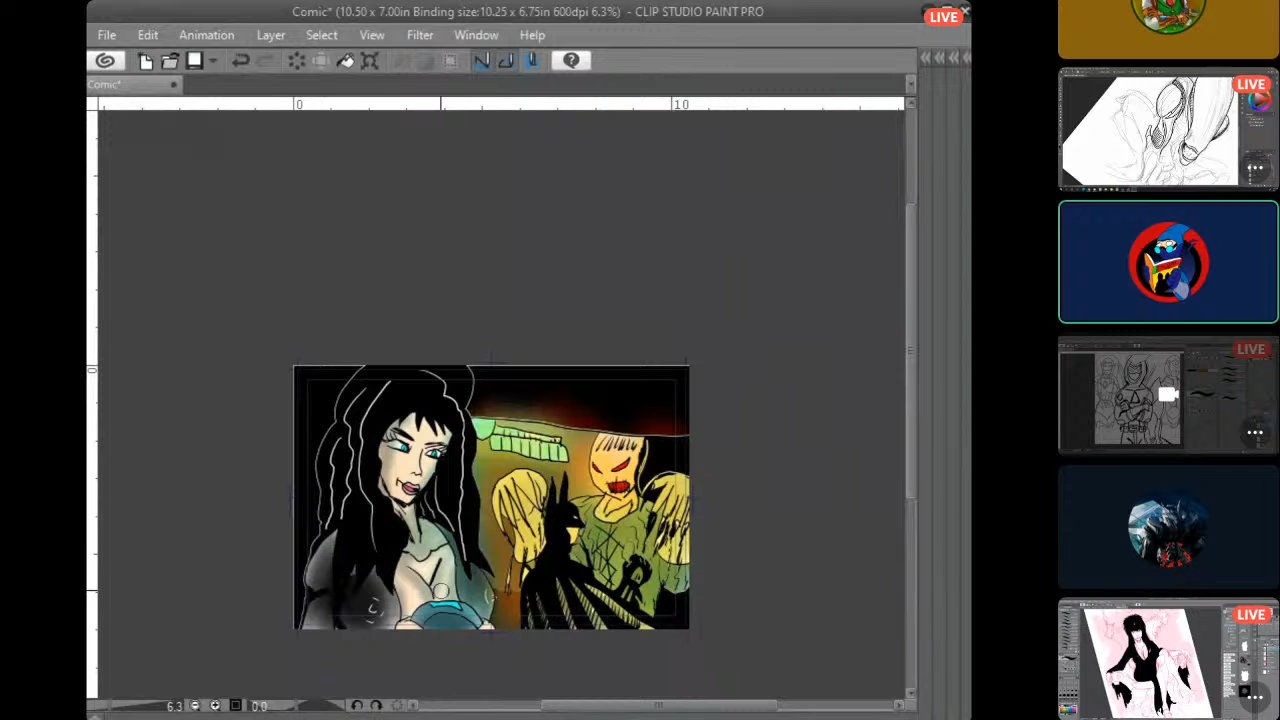 Comic* (10.50 x 7.00in Binding size:10.25 x 6.75in 600dpi 6.3%) - CLIP STUDIO PAINT PRO
LIVE
File Edit Animation Layer Select View Filter Window Help
Comic*
0 10
0
6.3 0.0
LIVE
LIVE
LIVE